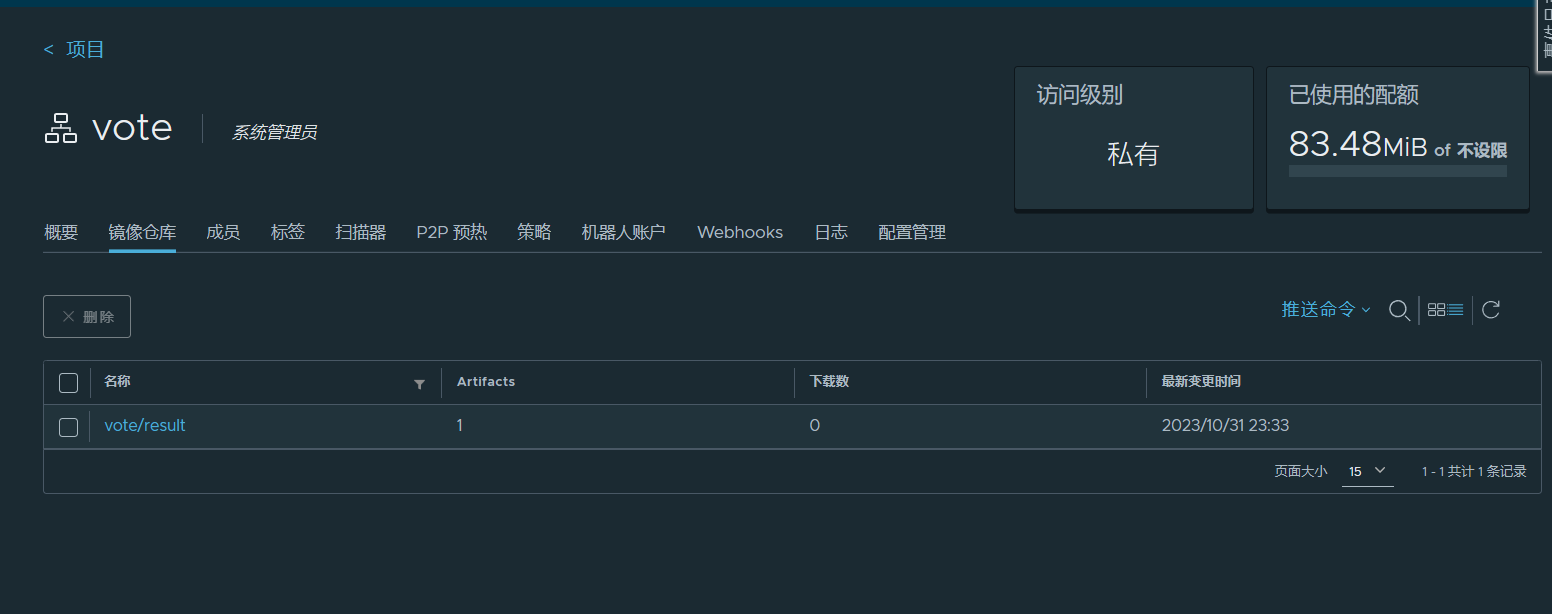 < 项目
vote
系统管理员
访问级别
私有
已使用的配额
83.48MiB of 不设限
概要 镜像仓库 成员 标签 扫描器 P2P 预热 策略 机器人账户 Webhooks 日志 配置管理
删除
推送命令
名称 Artifacts 下载数 最新变更时间
vote/result 1 0 2023/10/31 23:33
页面大小 15 1 - 1 共计 1 条记录